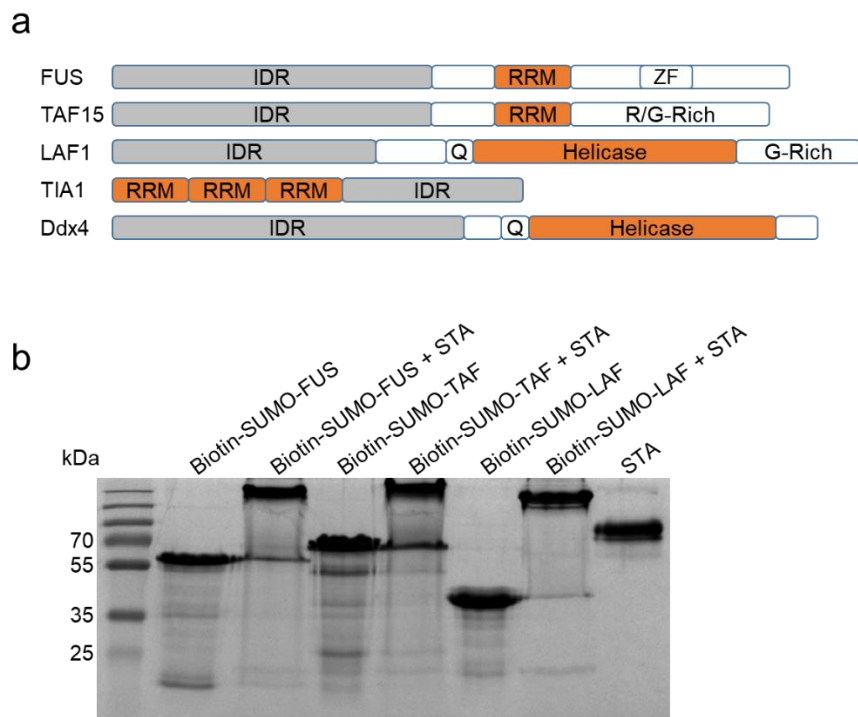 a
FUS IDR RRM ZF
TAF15 IDR RRM R/G-Rich
LAF1 IDR Q Helicase G-Rich
TIA1 RRM RRM RRM IDR
Ddx4 IDR Q Helicase
b
kDa
Biotin-SUMO-FUS
Biotin-SUMO-FUS + STA
Biotin-SUMO-TAF
Biotin-SUMO-TAF + STA
Biotin-SUMO-LAF
Biotin-SUMO-LAF + STA
STA
70
55
35
25